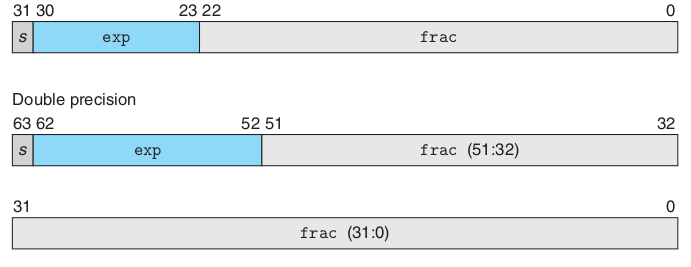 31 30 23 22 0
s exp frac
Double precision
63 62 52 51 32
s exp frac (51:32)
31 0
frac (31:0)